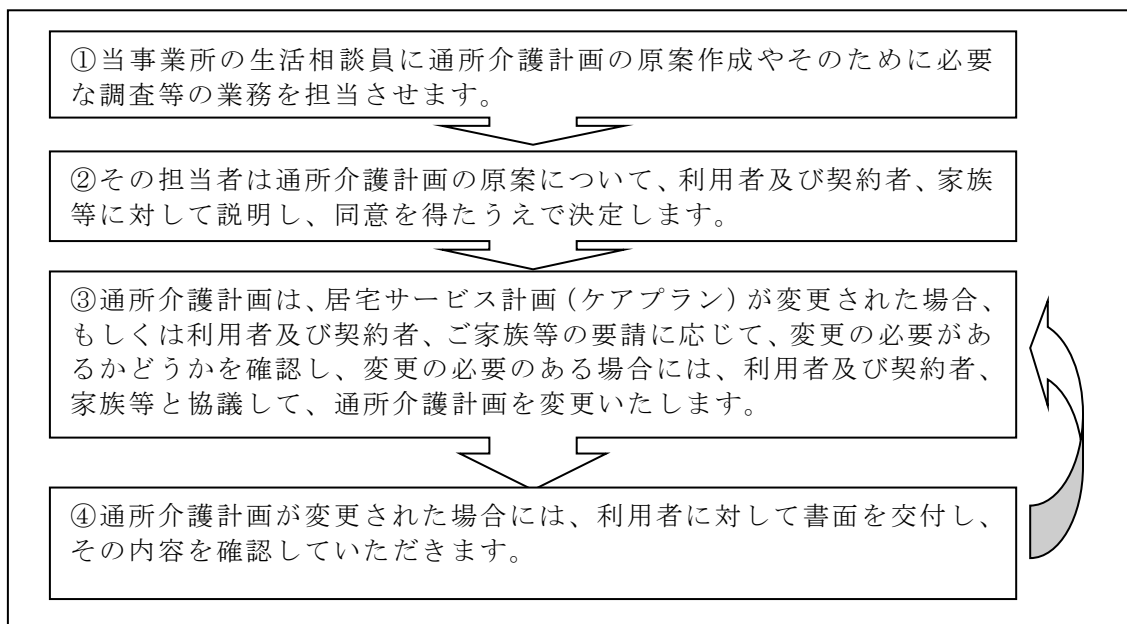 ①当事業所の生活相談員に通所介護計画の原案作成やそのために必要
な調査等の業務を担当させます。
②その担当者は通所介護計画の原案について、利用者及び契約者、家族
等に対して説明し、同意を得たうえで決定します。
③通所介護計画は、居宅サービス計画（ケアプラン）が変更された場合、
もしくは利用者及び契約者、ご家族等の要請に応じて、変更の必要があ
るかどうかを確認し、変更の必要のある場合には、利用者及び契約者、
家族等と協議して、通所介護計画を変更いたします。
④通所介護計画が変更された場合には、利用者に対して書面を交付し、
その内容を確認していただきます。